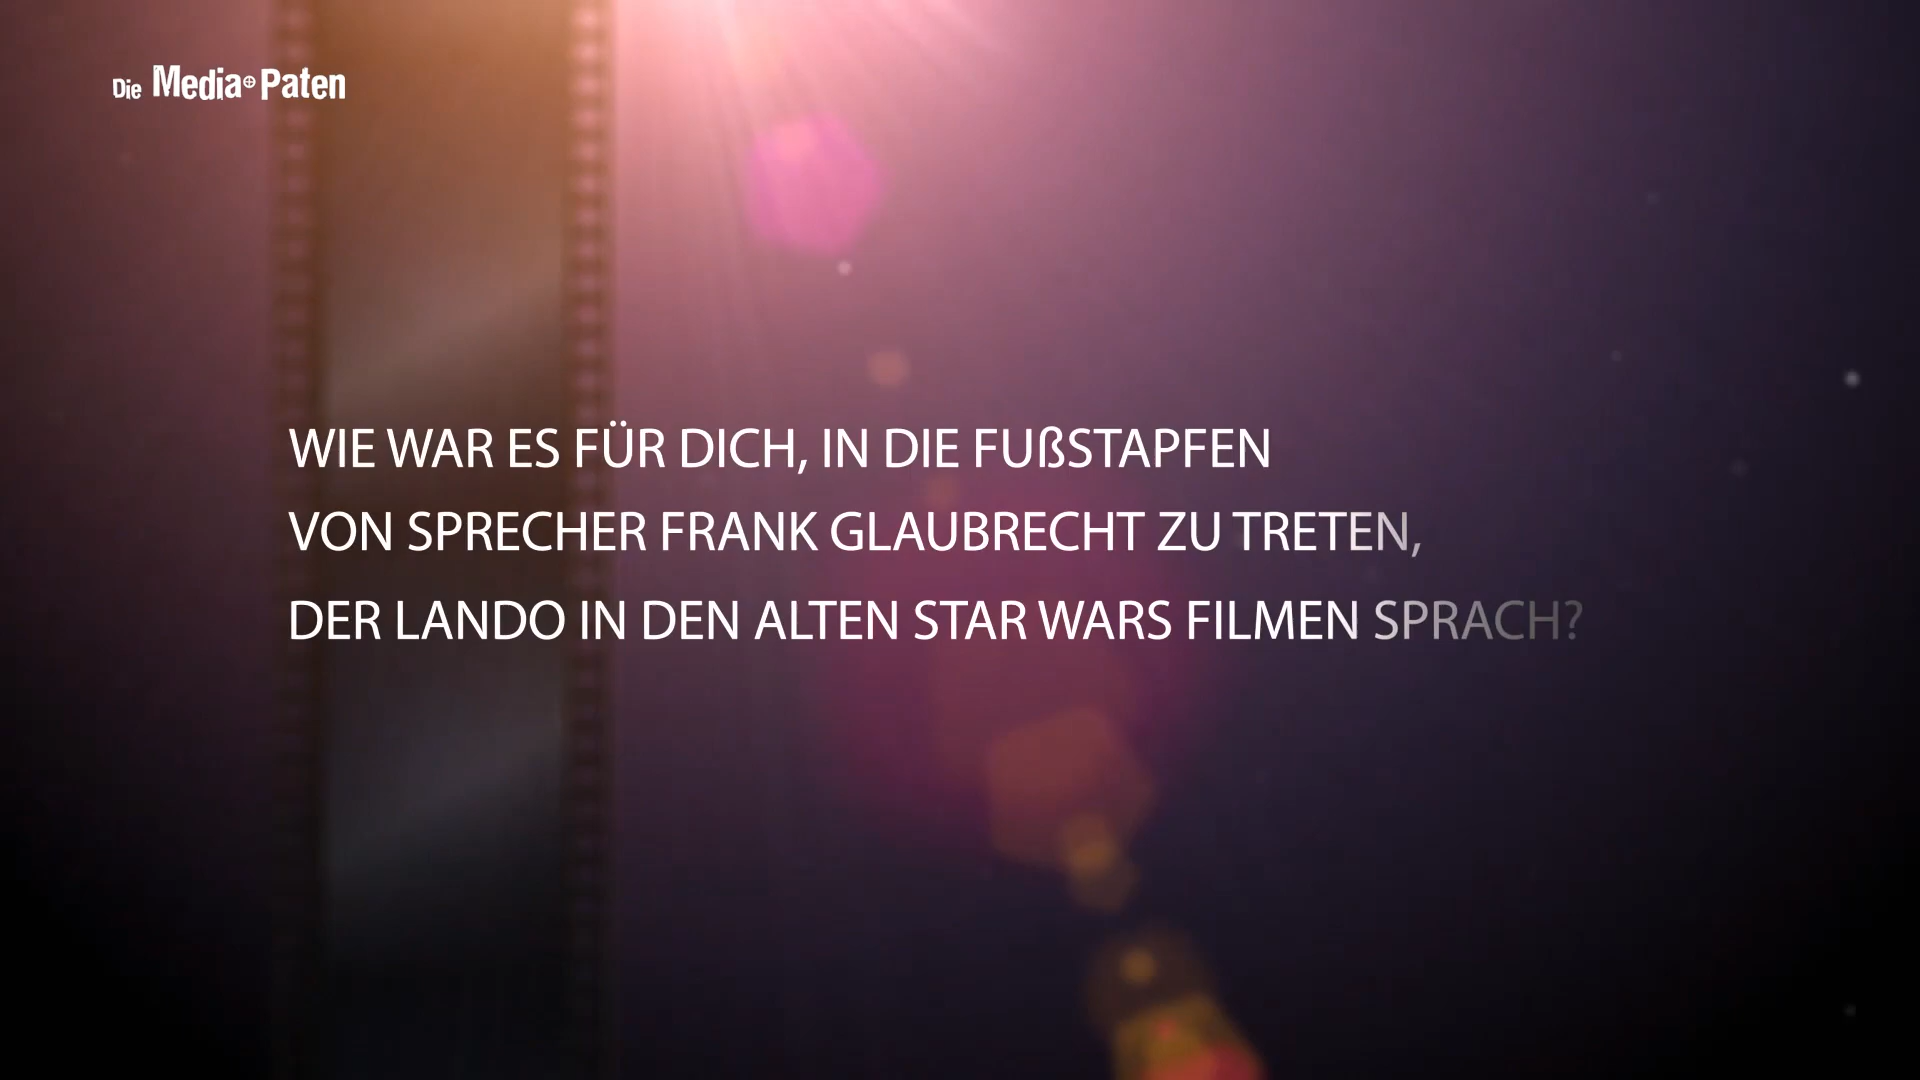 Die Media Paten
WIE WAR ES FÜR DICH, IN DIE FUßSTAPFEN
VON SPRECHER FRANK GLAUBRECHT ZU TRETEN,
DER LANDO IN DEN ALTEN STAR WARS FILMEN SPRACH?